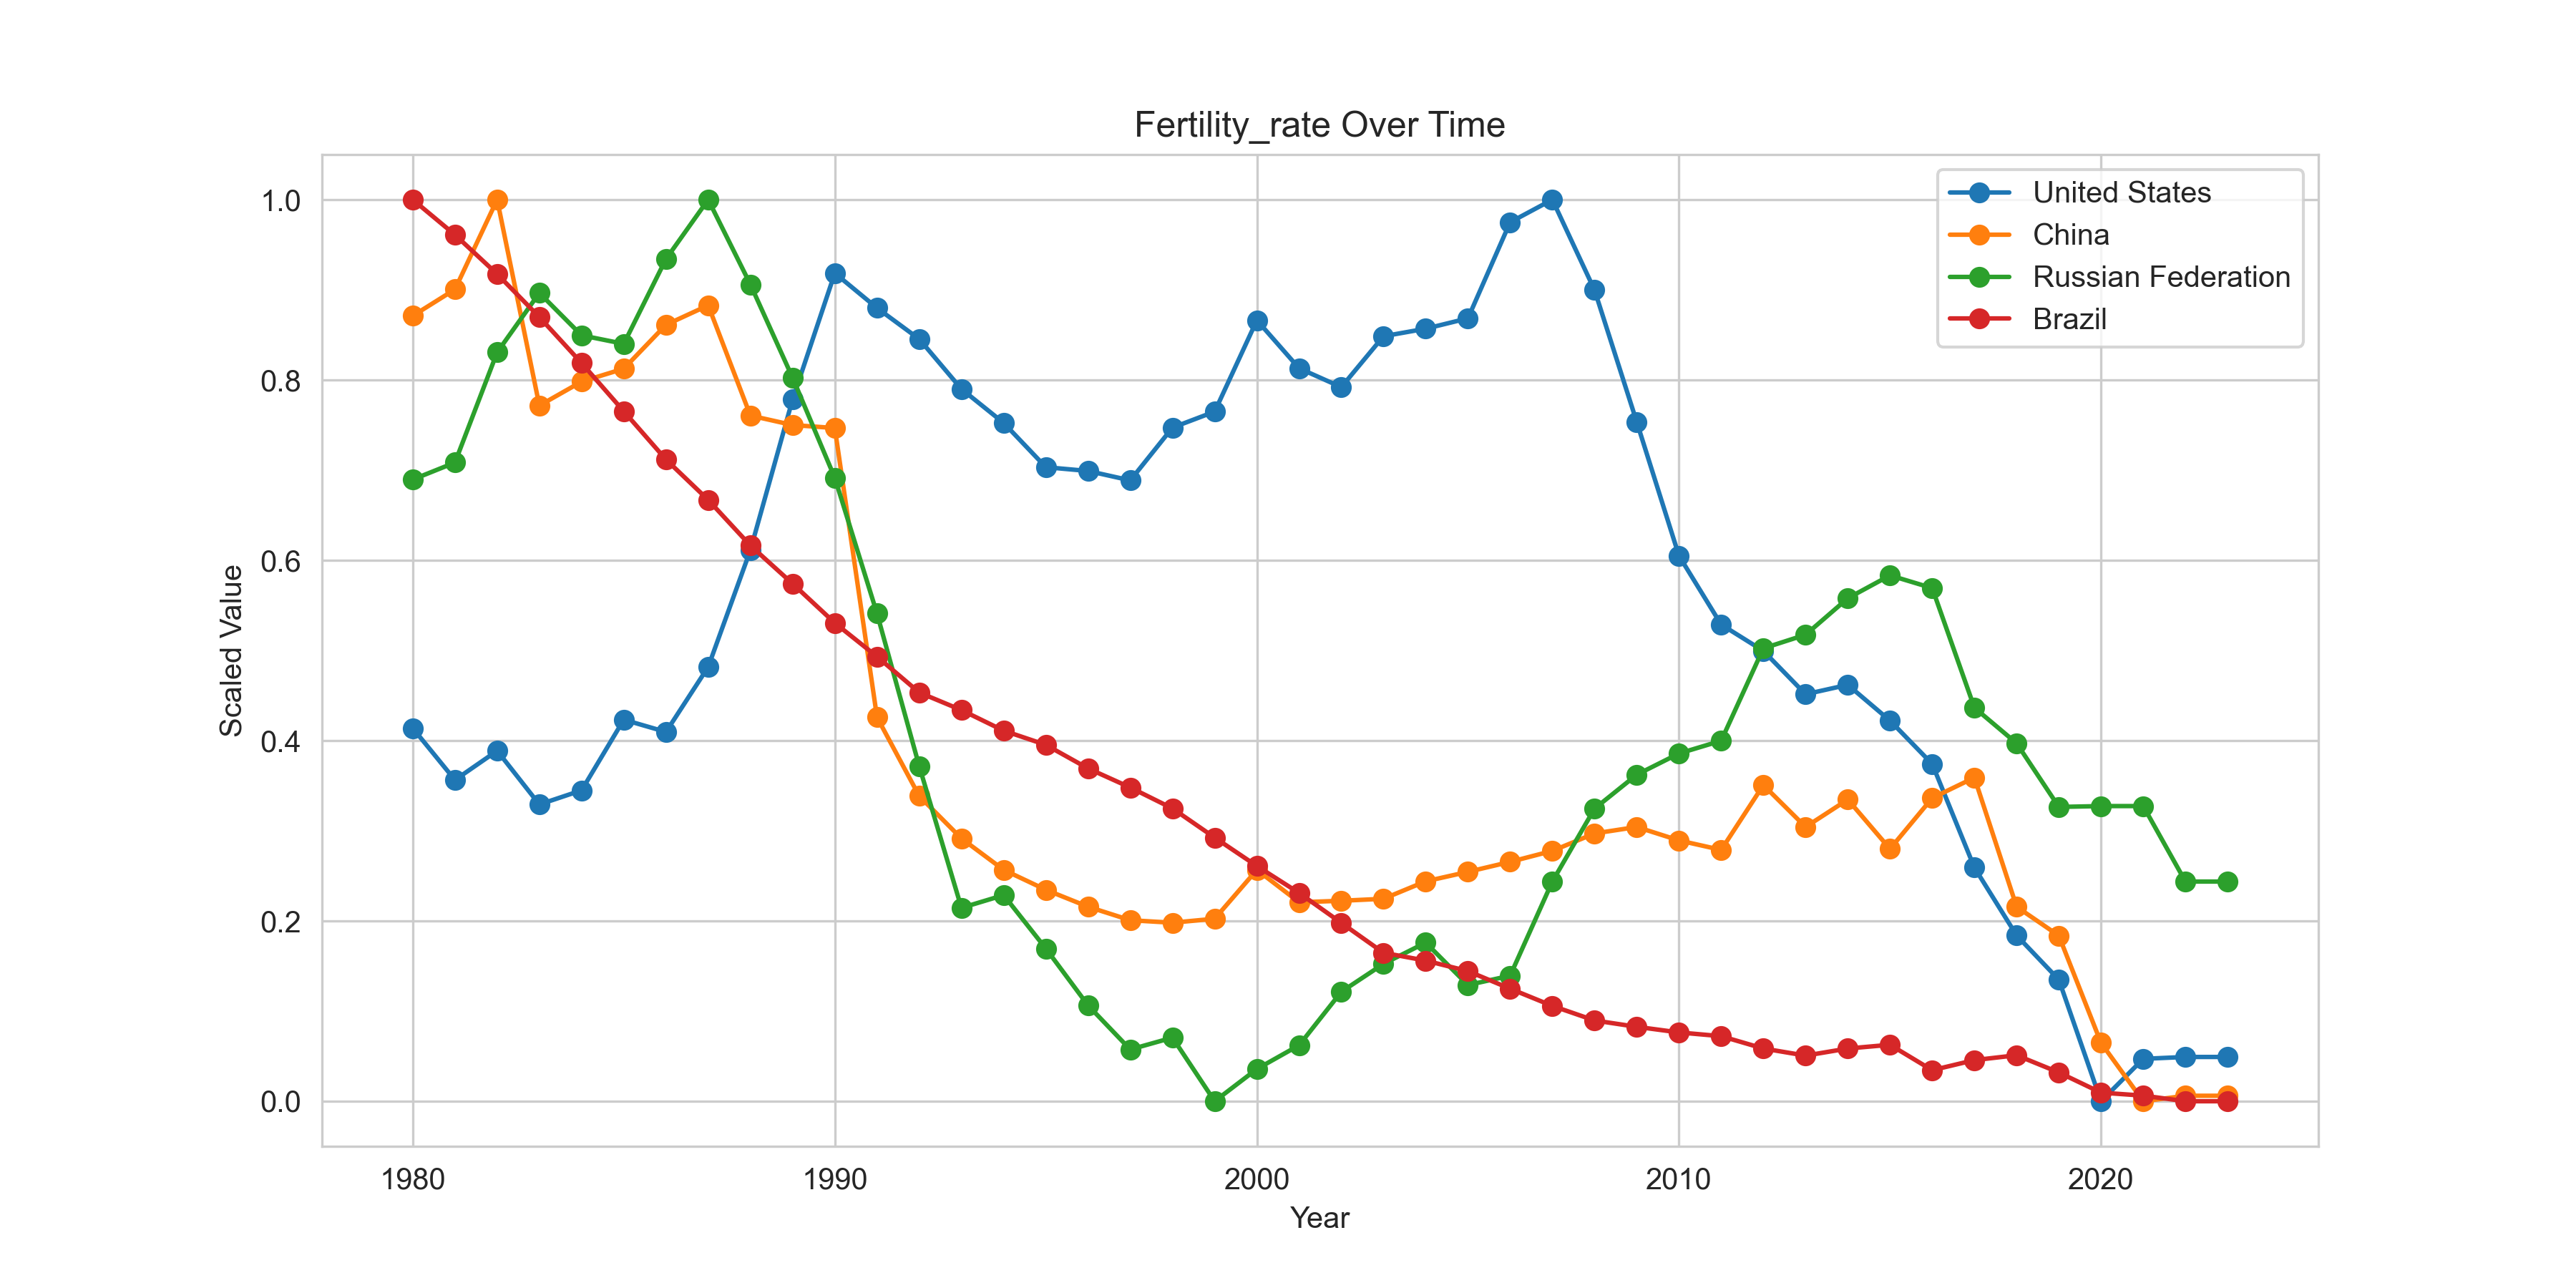 Fertility_rate Over Time
United States
China
Russian Federation
Brazil
Scaled Value
1.0
0.8
0.6
0.4
0.2
0.0
1980 1990 2000 2010 2020
Year